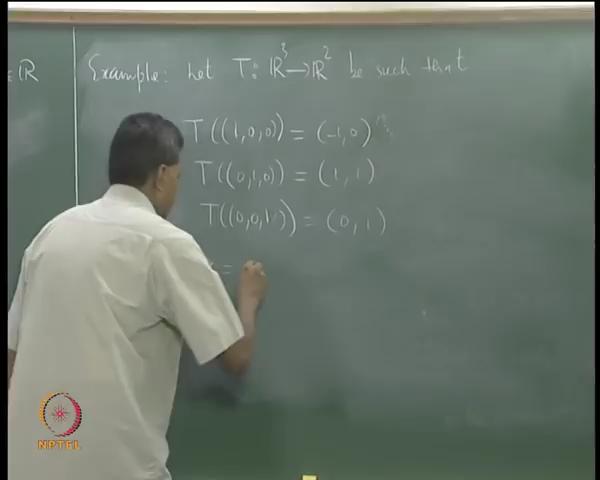 ∈ ℝ
Example: Let T: ℝ³ → ℝ² be such that
T((1,0,0)) = (-1,0)
T((0,1,0)) = (1,1)
T((0,0,1)) = (0,1)
=
NPTEL